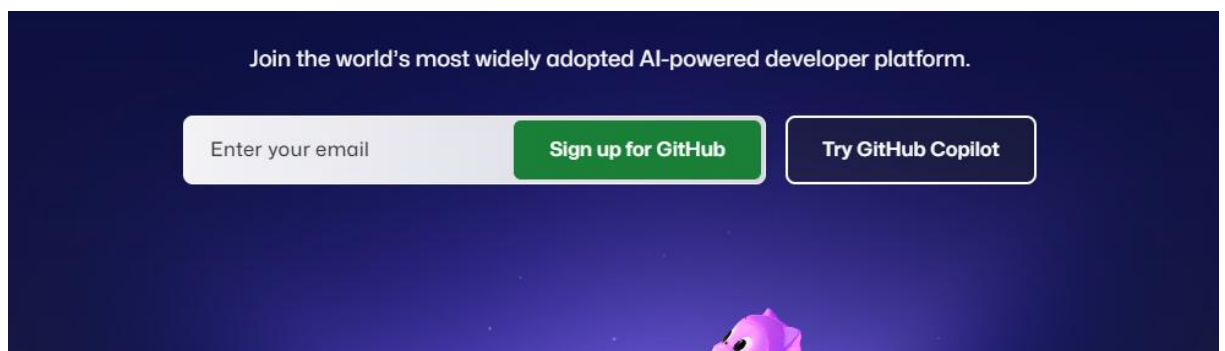 Join the world's most widely adopted AI-powered developer platform.
Enter your email Sign up for GitHub Try GitHub Copilot